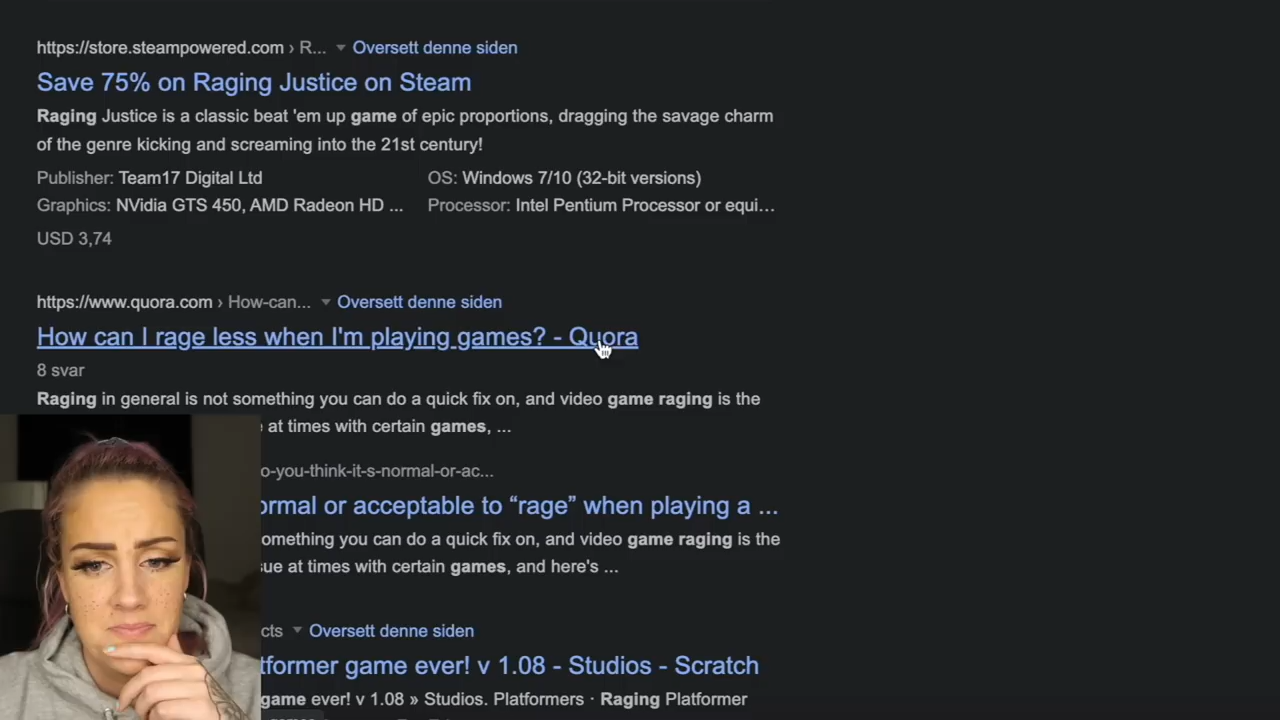 https://store.steampowered.com › R... Oversett denne siden
Save 75% on Raging Justice on Steam
Raging Justice is a classic beat 'em up game of epic proportions, dragging the savage charm
of the genre kicking and screaming into the 21st century!
Publisher: Team17 Digital Ltd OS: Windows 7/10 (32-bit versions)
Graphics: NVidia GTS 450, AMD Radeon HD ... Processor: Intel Pentium Processor or equi...
USD 3,74
https://www.quora.com › How-can... Oversett denne siden
How can I rage less when I'm playing games? - Quora
8 svar
Raging in general is not something you can do a quick fix on, and video game raging is the
at times with certain games, ...
o-you-think-it-s-normal-or-ac...
ormal or acceptable to “rage” when playing a ...
omething you can do a quick fix on, and video game raging is the
sue at times with certain games, and here's ...
cts Oversett denne siden
tformer game ever! v 1.08 - Studios - Scratch
game ever! v 1.08 » Studios. Platformers · Raging Platformer